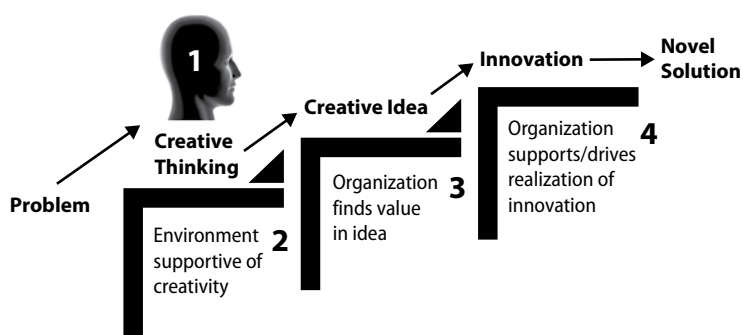 1
Problem
Creative
Thinking
Creative Idea
Innovation
Novel
Solution
Environment
supportive of
creativity
2
Organization
finds value
in idea
3
Organization
supports/drives
realization of
innovation
4